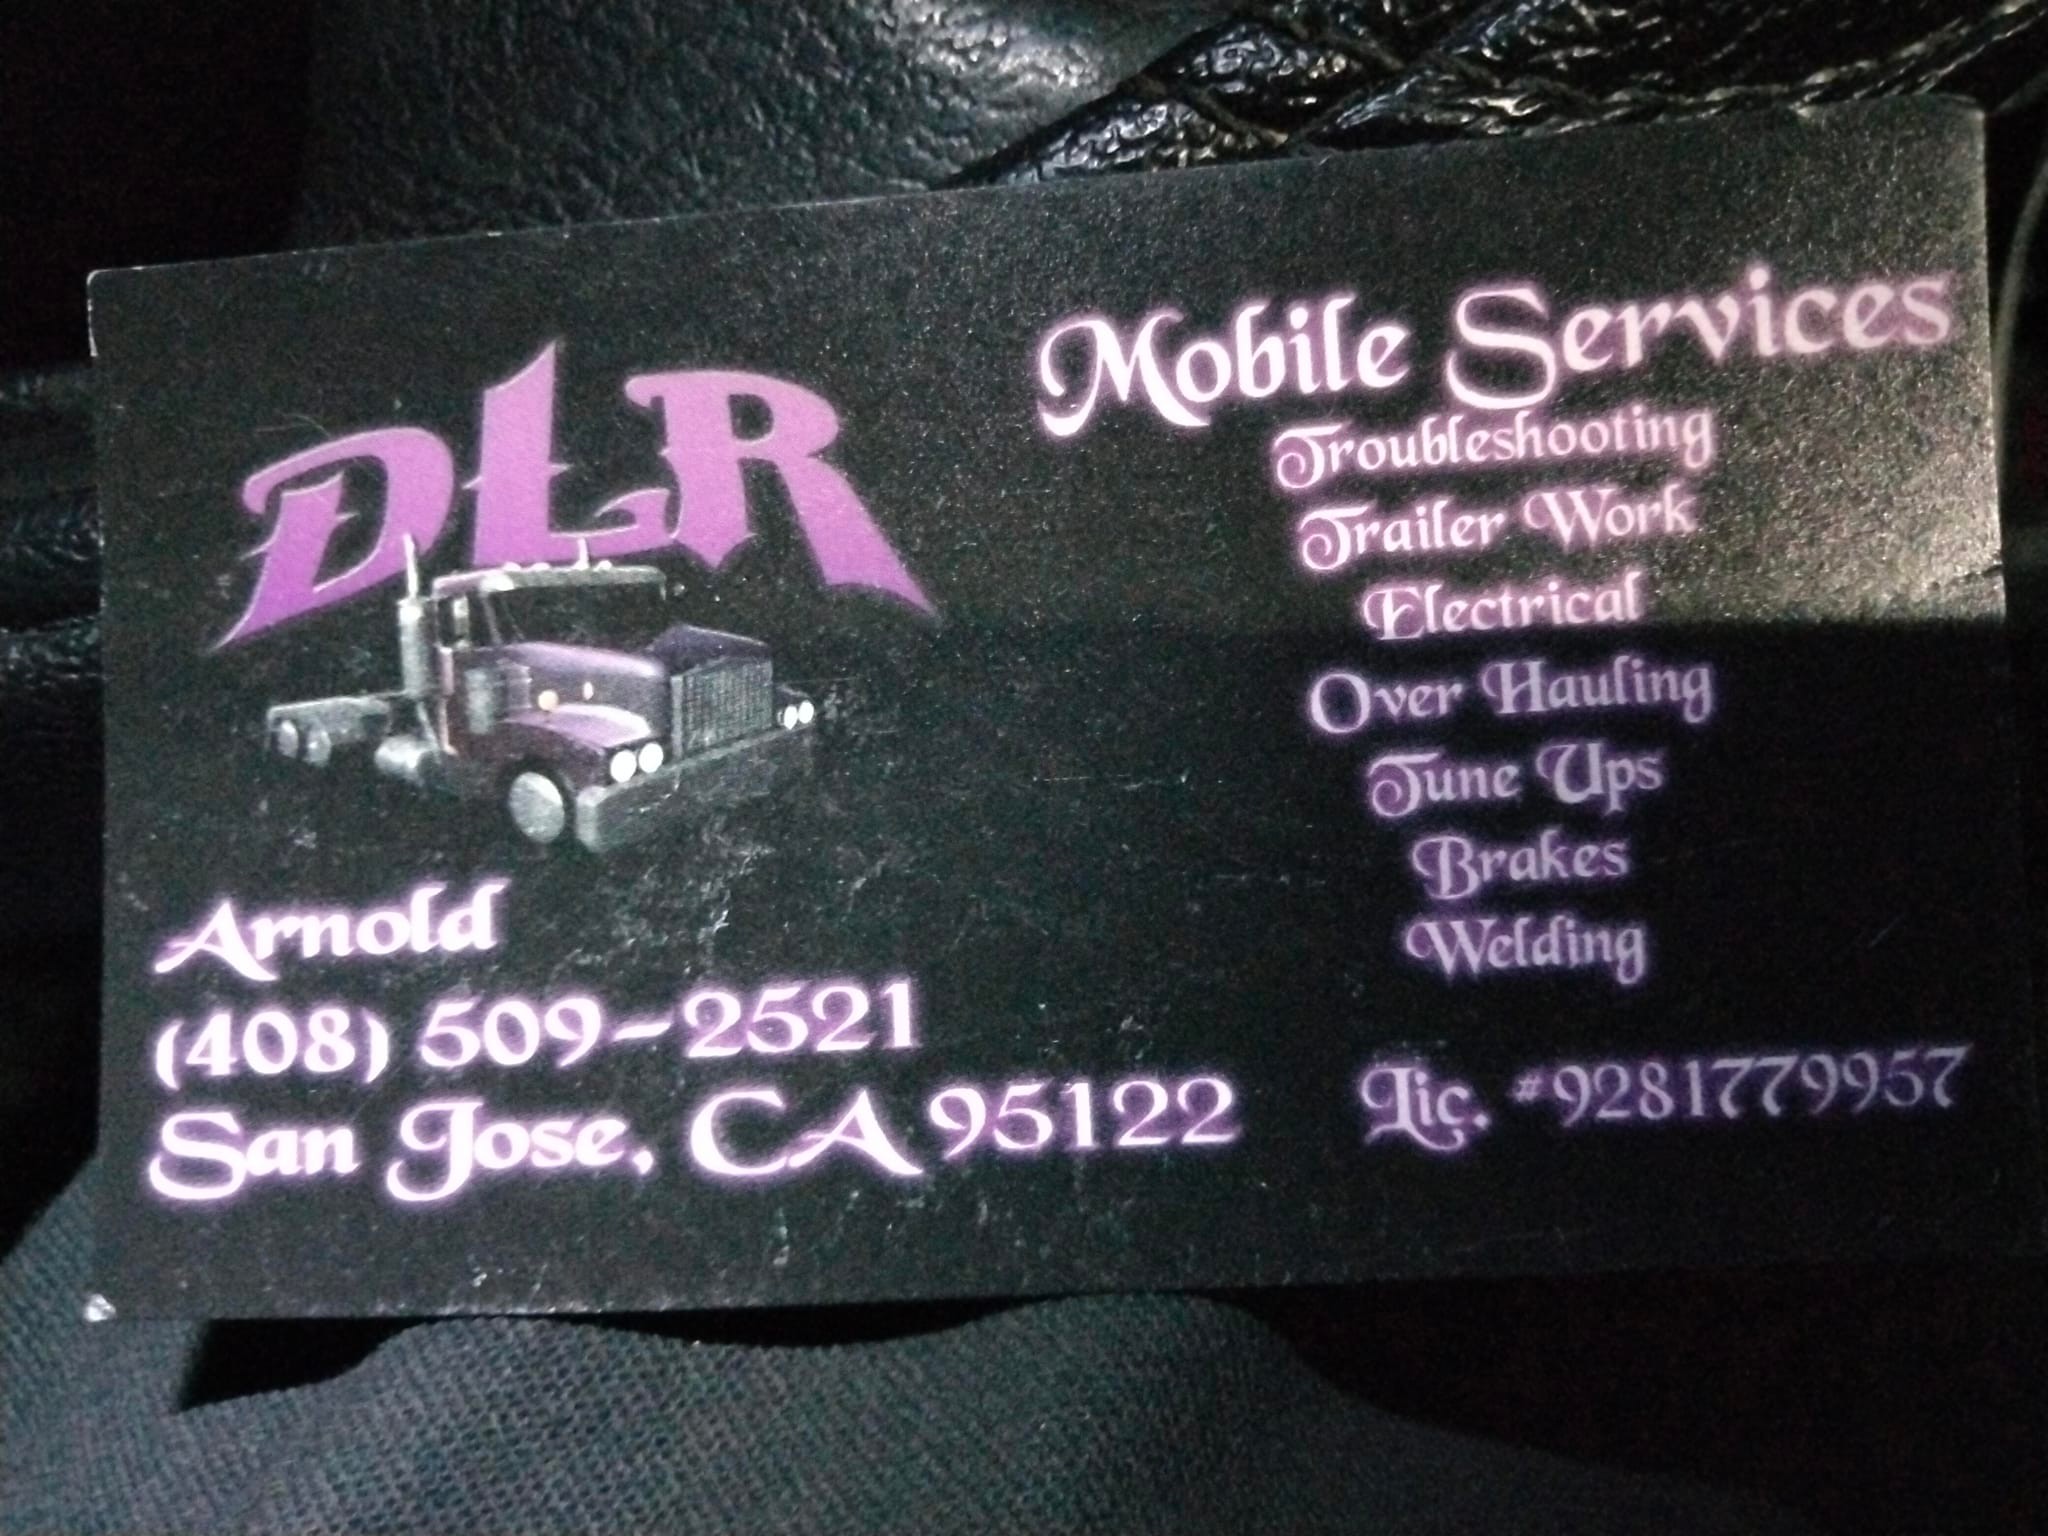 DLR
Arnold
(408) 509-2521
San Jose, CA 95122
Mobile Services
Troubleshooting
Trailer Work
Electrical
Over Hauling
Tune Ups
Brakes
Welding
Lic. #9281779957